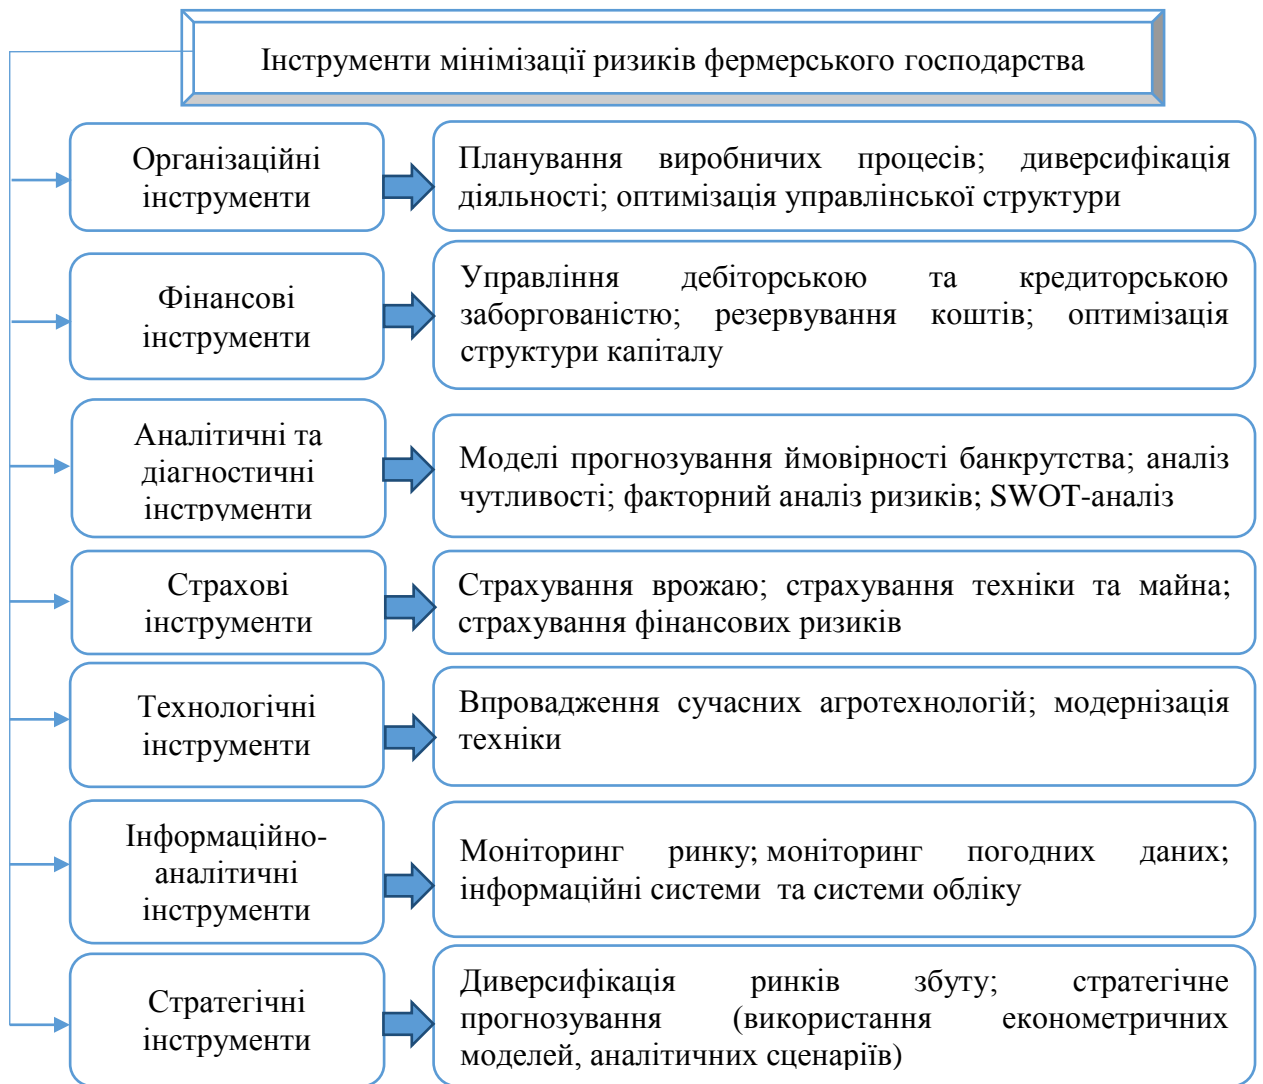 Інструменти мінімізації ризиків фермерського господарства
Організаційні
інструменти
Планування виробничих процесів; диверсифікація
діяльності; оптимізація управлінської структури
Фінансові
інструменти
Управління дебіторською та кредиторською
заборгованістю; резервування коштів; оптимізація
структури капіталу
Аналітичні та
діагностичні
інструменти
Моделі прогнозування ймовірності банкрутства; аналіз
чутливості; факторний аналіз ризиків; SWOT-аналіз
Страхові
інструменти
Страхування врожаю; страхування техніки та майна;
страхування фінансових ризиків
Технологічні
інструменти
Впровадження сучасних агротехнологій; модернізація
техніки
Інформаційно-
аналітичні
інструменти
Моніторинг ринку; моніторинг погодних даних;
інформаційні системи та системи обліку
Стратегічні
інструменти
Диверсифікація ринків збуту; стратегічне
прогнозування (використання економетричних
моделей, аналітичних сценаріїв)